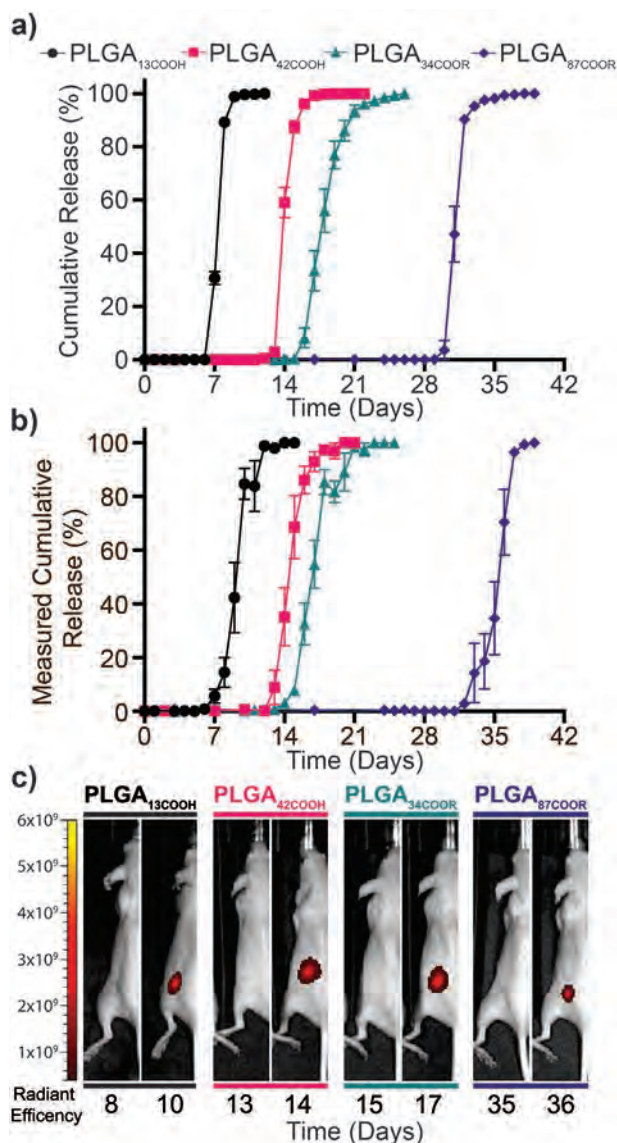 a)
PLGA13COOH PLGA42COOH PLGA34COOR PLGA87COOR
Cumulative Release (%)
100
80
60
40
20
0
0 7 14 21 28 35 42
Time (Days)
b)
Measured Cumulative
Release (%)
100
80
60
40
20
0
0 7 14 21 28 35 42
Time (Days)
c)
PLGA13COOH PLGA42COOH PLGA34COOR PLGA87COOR
6x10⁹
5x10⁹
4x10⁹
3x10⁹
2x10⁹
1x10⁹
Radiant
Efficency
8 10 13 14 15 17 35 36
Time (Days)